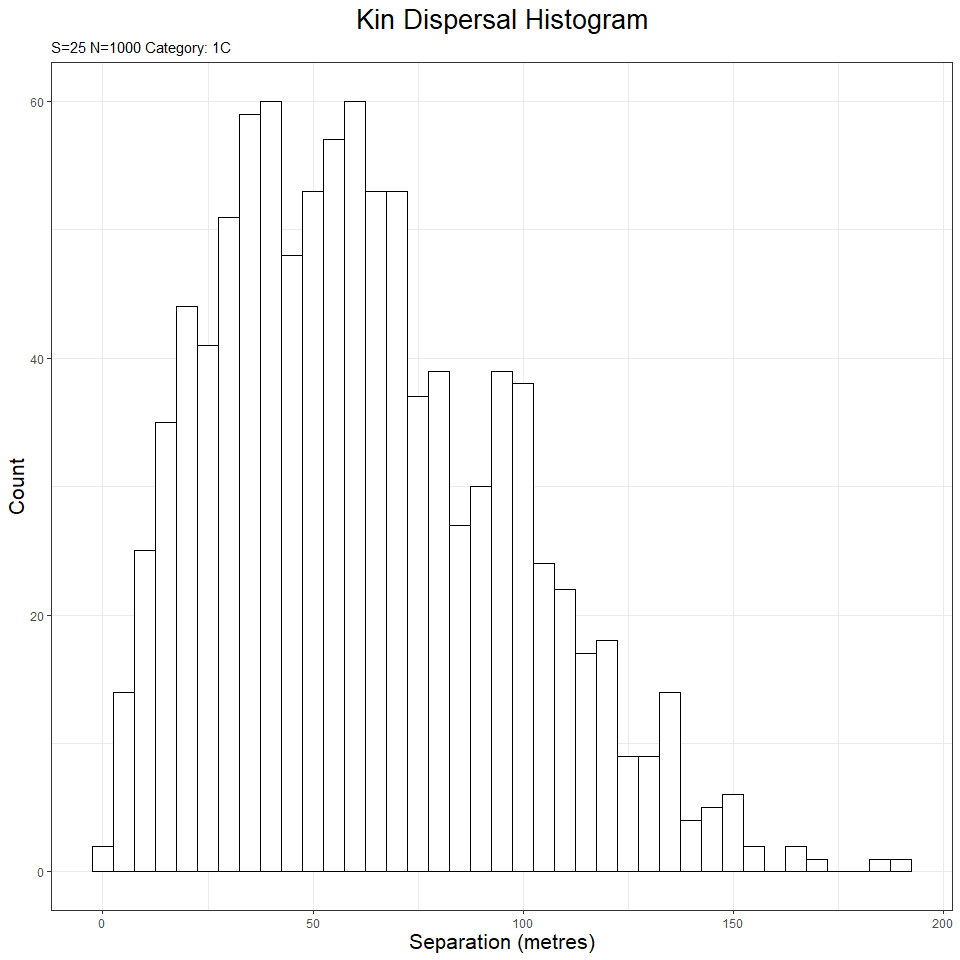 Kin Dispersal Histogram
S=25 N=1000 Category: 1C
60
40
20
0
Count
0 50 100 150 200
Separation (metres)